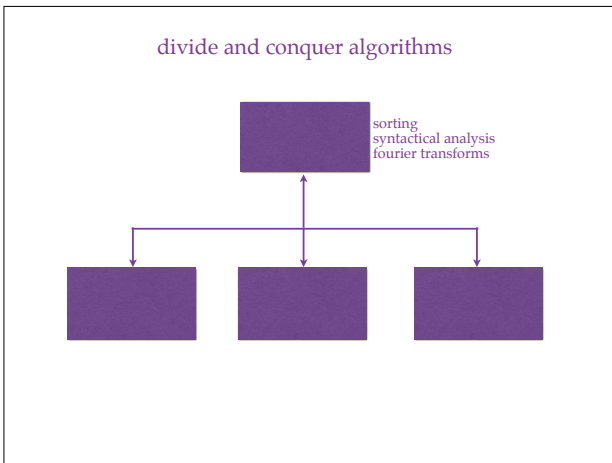 divide and conquer algorithms
sorting
syntactical analysis
fourier transforms